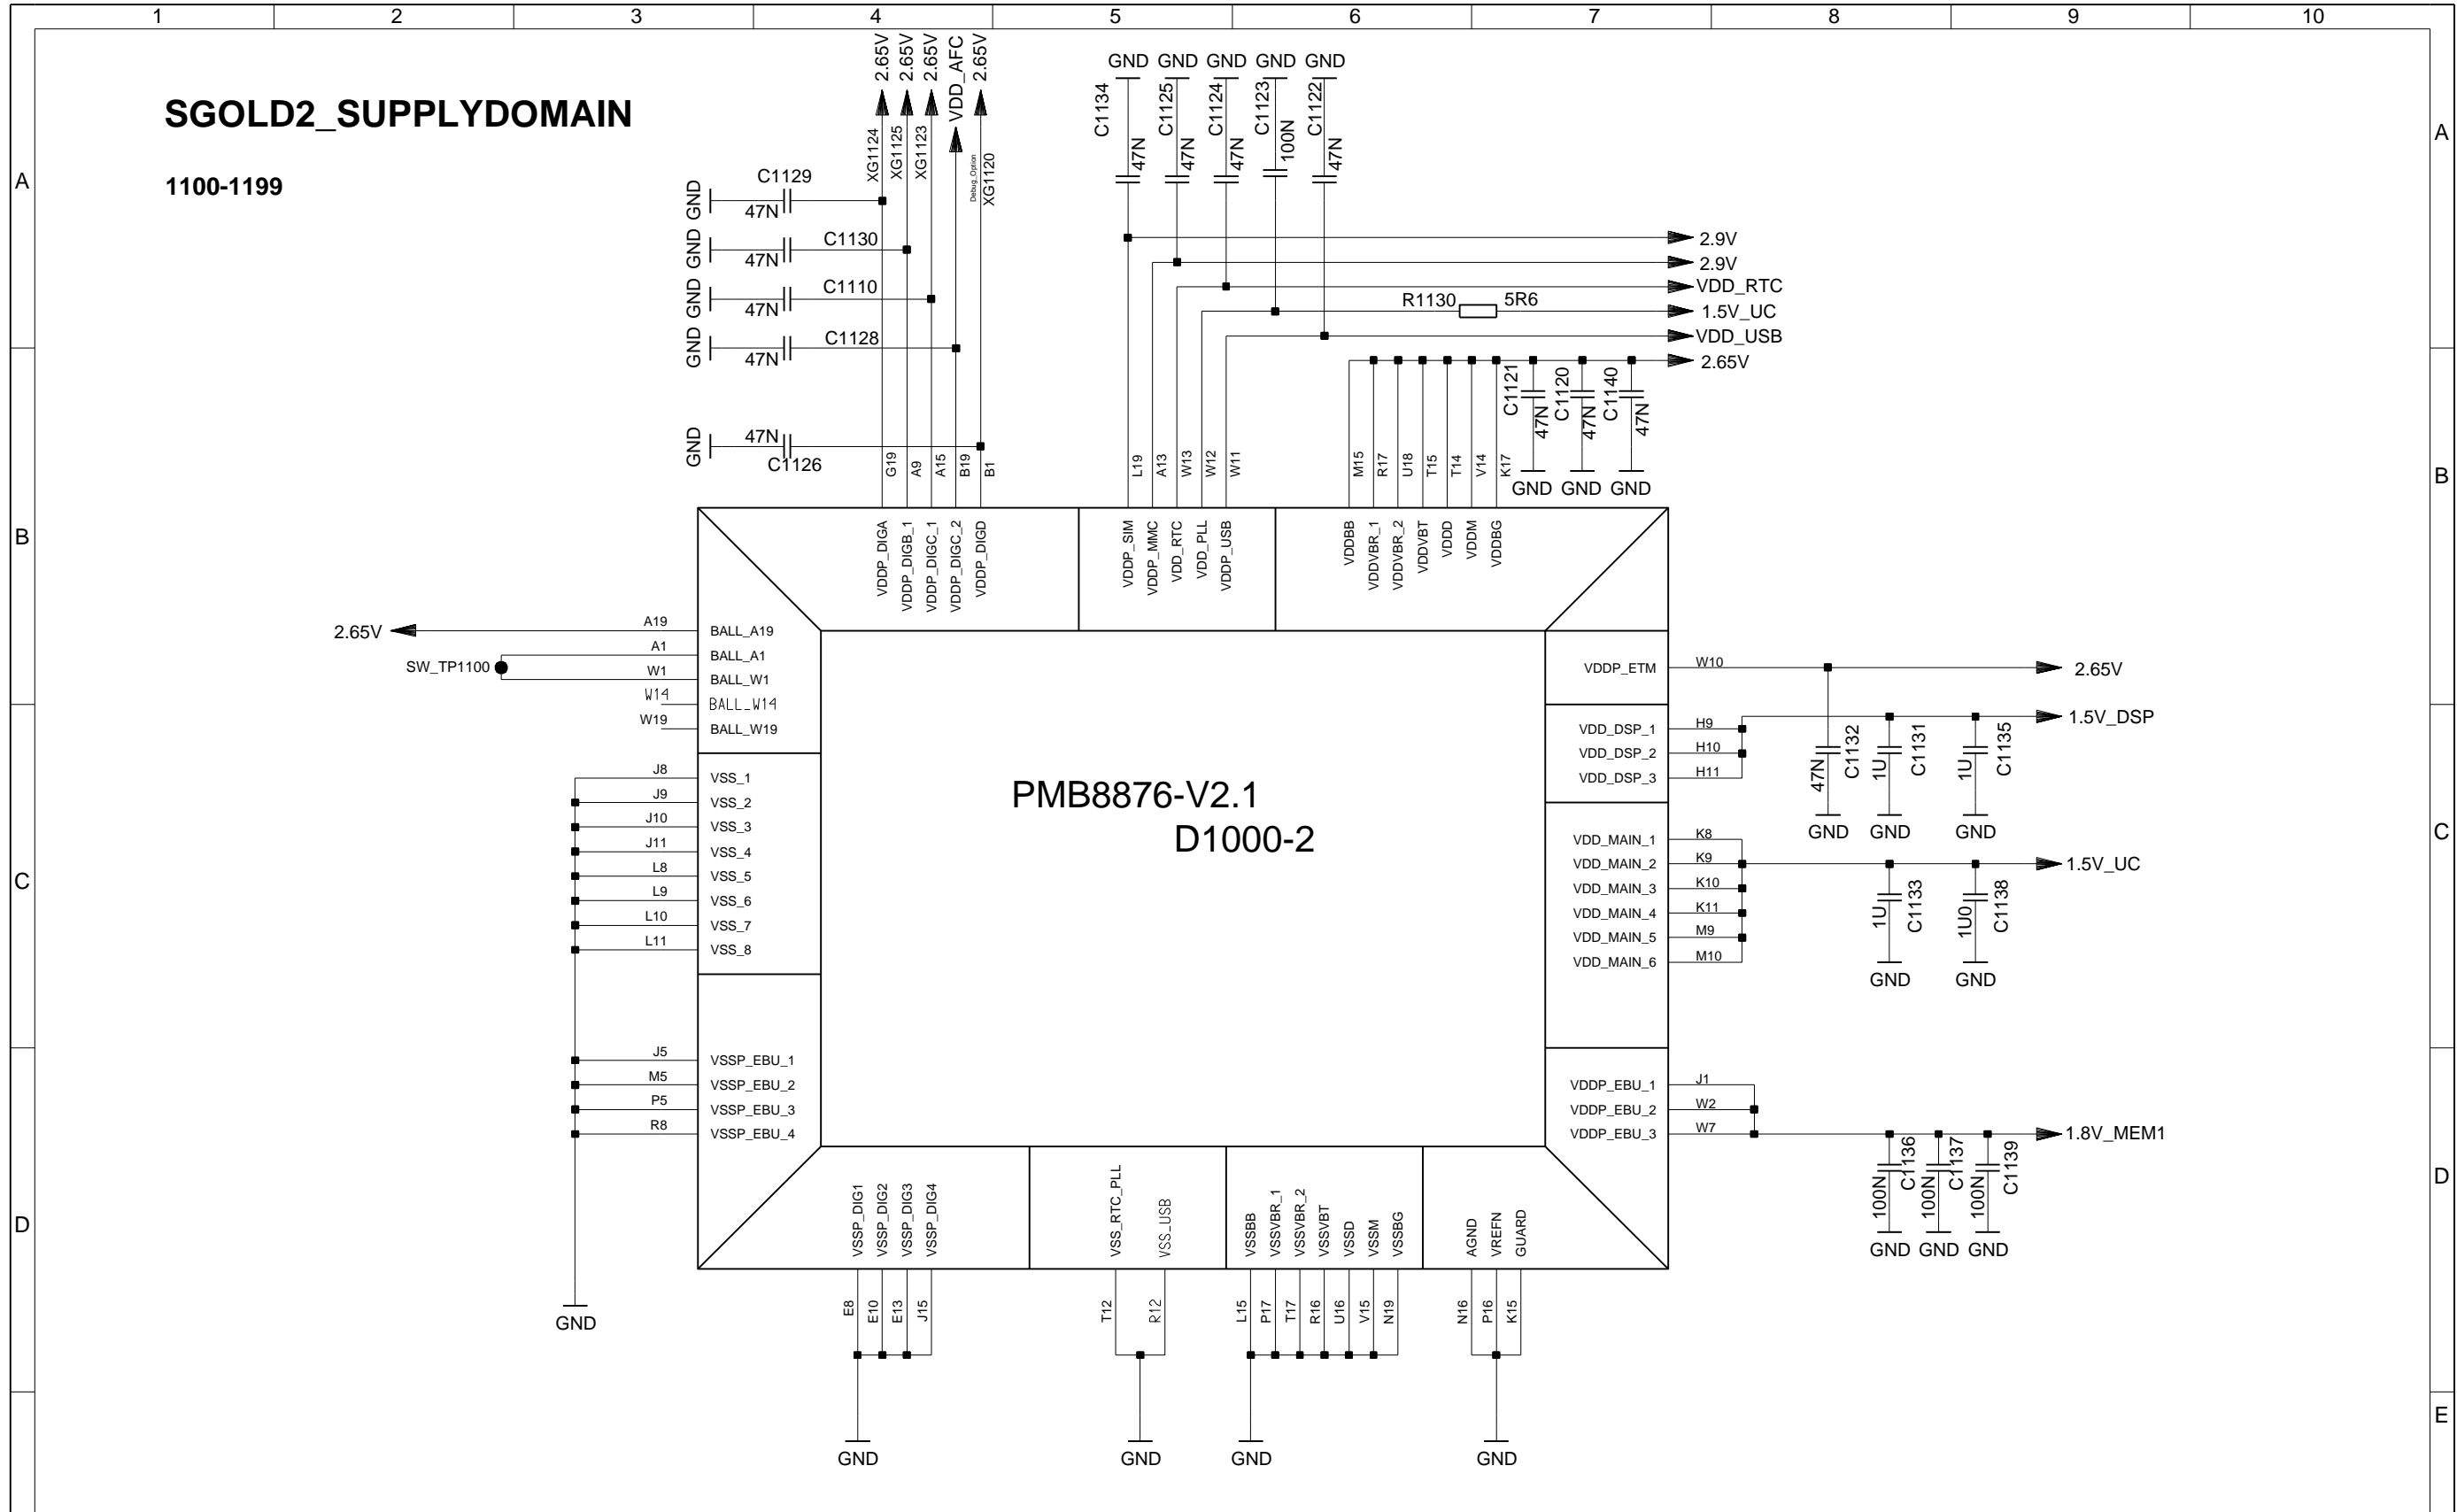 1 2 3 4 5 6 7 8 9 10
SGOLD2_SUPPLYDOMAIN
1100-1199
A
B
C
D
A
B
C
D
E
2.65V
2.65V
2.65V
VDD_AFC
2.65V
XG1124
XG1125
XG1123
Debug_Option
XG1120
GND C1129 47N
GND C1130 47N
GND C1110 47N
GND C1128 47N
GND 47N C1126
G19
A9
A15
B19
B1
GND GND GND GND GND
C1134 47N
C1125 47N
C1124 47N
C1123 100N
C1122 47N
2.9V
2.9V
VDD_RTC
R1130 5R6 1.5V_UC
VDD_USB
2.65V
C1121 47N
C1120 47N
C1140 47N
GND GND GND
L19
A13
W13
W12
W11
M15
R17
U18
T15
T14
V14
K17
VDDP_DIGA
VDDP_DIGB_1
VDDP_DIGC_1
VDDP_DIGC_2
VDDP_DIGD
VDDP_SIM
VDDP_MMC
VDD_RTC
VDD_PLL
VDDP_USB
VDDBB
VDDVBR_1
VDDVBR_2
VDDVBT
VDDD
VDDM
VDDBG
2.65V A19 BALL_A19
A1 BALL_A1
SW_TP1100
W1 BALL_W1
W14 BALL_W14
W19 BALL_W19
J8 VSS_1
J9 VSS_2
J10 VSS_3
J11 VSS_4
L8 VSS_5
L9 VSS_6
L10 VSS_7
L11 VSS_8
J5 VSSP_EBU_1
M5 VSSP_EBU_2
P5 VSSP_EBU_3
R8 VSSP_EBU_4
GND
PMB8876-V2.1
D1000-2
VDDP_ETM W10 2.65V
VDD_DSP_1 H9 1.5V_DSP
VDD_DSP_2 H10
VDD_DSP_3 H11
47N C1132
1U C1131
1U C1135
GND GND GND
VDD_MAIN_1 K8
VDD_MAIN_2 K9 1.5V_UC
VDD_MAIN_3 K10
VDD_MAIN_4 K11
VDD_MAIN_5 M9
VDD_MAIN_6 M10
1U C1133
1U0 C1138
GND GND
VDDP_EBU_1 J1
VDDP_EBU_2 W2
VDDP_EBU_3 W7 1.8V_MEM1
100N C1136
100N C1137
100N C1139
GND GND GND
VSSP_DIG1
VSSP_DIG2
VSSP_DIG3
VSSP_DIG4
VSS_RTC_PLL
VSS_USB
VSSBB
VSSVBR_1
VSSVBR_2
VSSVBT
VSSD
VSSM
VSSBG
AGND
VREFN
GUARD
E8
E10
E13
J15
T12
R12
L15
P17
T17
R16
U16
V15
N19
N16
P16
K15
GND GND GND GND